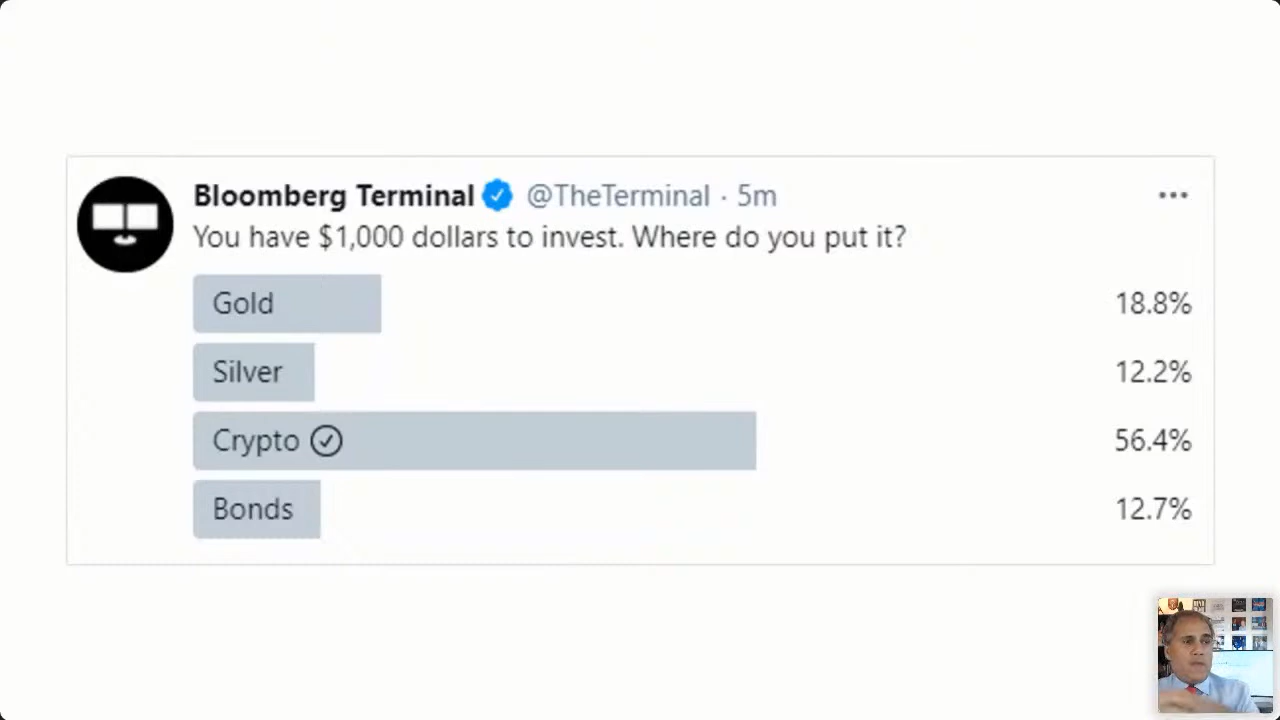 Bloomberg Terminal @TheTerminal · 5m
You have $1,000 dollars to invest. Where do you put it?
Gold 18.8%
Silver 12.2%
Crypto 56.4%
Bonds 12.7%